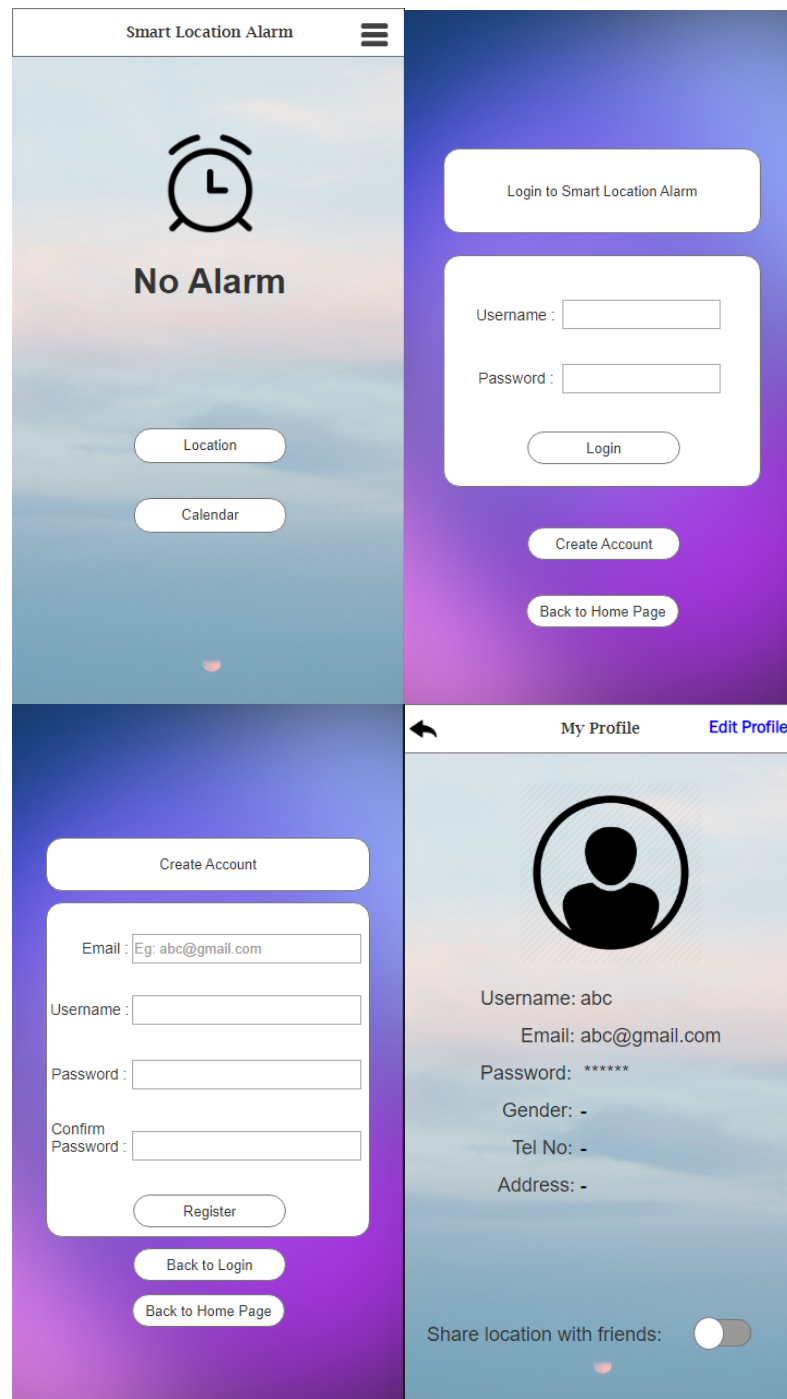 Smart Location Alarm
No Alarm
Location
Calendar
Login to Smart Location Alarm
Username :
Password :
Login
Create Account
Back to Home Page
Create Account
Email : Eg: abc@gmail.com
Username :
Password :
Confirm
Password :
Register
Back to Login
Back to Home Page
My Profile Edit Profile
Username: abc
Email: abc@gmail.com
Password: ******
Gender: -
Tel No: -
Address: -
Share location with friends: